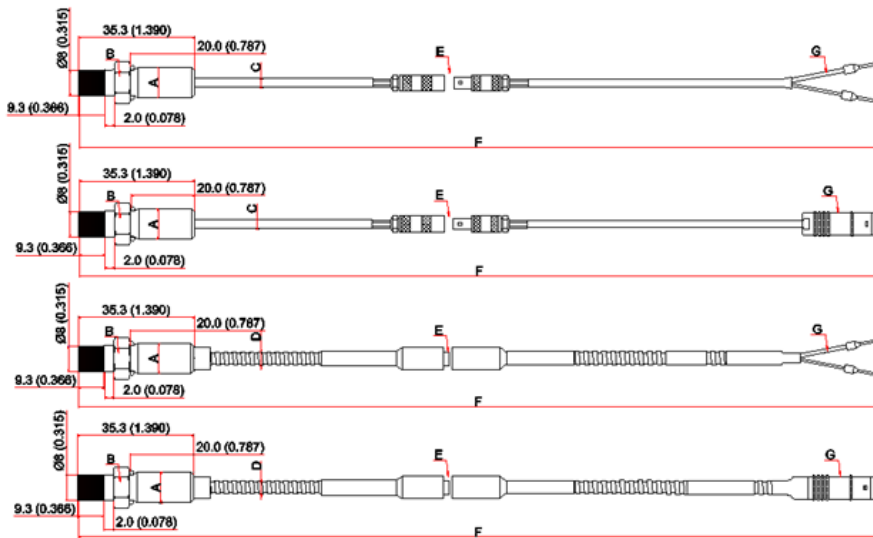 35.3 (1.390)
20.0 (0.787)
Ø8 (0.315)
B
A
C
E
G
9.3 (0.366)
2.0 (0.078)
F
35.3 (1.390)
20.0 (0.787)
Ø8 (0.315)
B
A
C
E
G
9.3 (0.366)
2.0 (0.078)
F
35.3 (1.390)
20.0 (0.787)
Ø8 (0.315)
B
A
D
E
G
9.3 (0.366)
2.0 (0.078)
F
35.3 (1.390)
20.0 (0.787)
Ø8 (0.315)
B
A
D
E
G
9.3 (0.366)
2.0 (0.078)
F